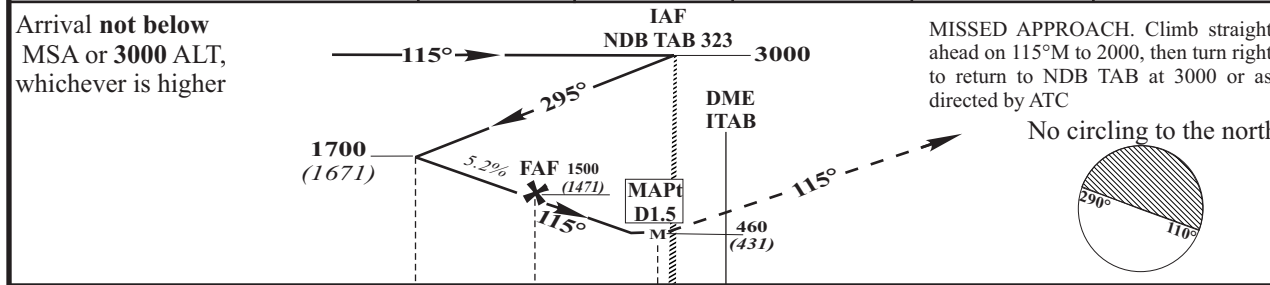 Arrival not below
MSA or 3000 ALT,
whichever is higher
IAF
NDB TAB 323
115°
3000
295°
DME
ITAB
1700
(1671)
5.2%
FAF 1500
(1471)
115°
MAPt
D1.5
M
460
(431)
115°
MISSED APPROACH. Climb straight
ahead on 115°M to 2000, then turn right
to return to NDB TAB at 3000 or as
directed by ATC
No circling to the north
290°
110°